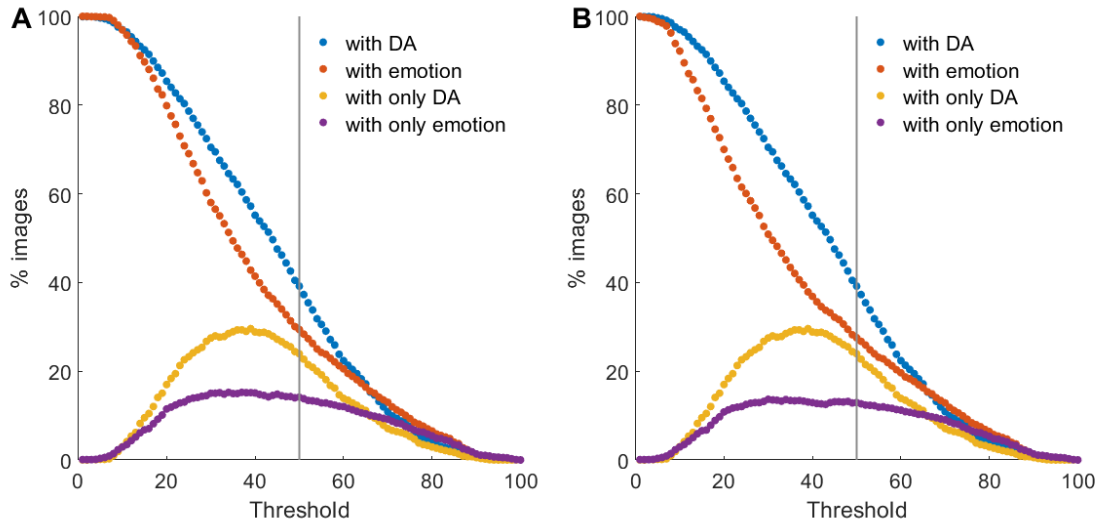 A
100
80
60
40
20
0
% images
with DA
with emotion
with only DA
with only emotion
0 20 40 60 80 100
Threshold
B
100
80
60
40
20
0
% images
with DA
with emotion
with only DA
with only emotion
0 20 40 60 80 100
Threshold